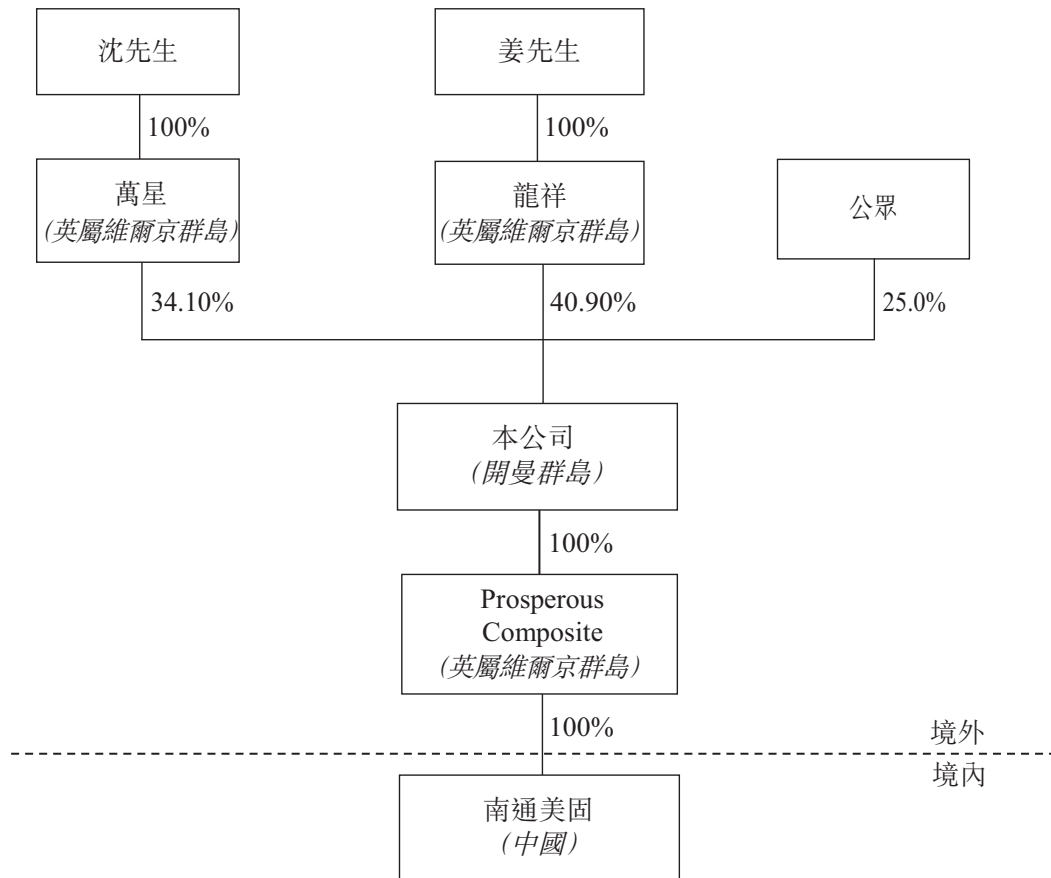 沈先生
姜先生
100%
100%
萬星
(英屬維爾京群島)
龍祥
(英屬維爾京群島)
公眾
34.10%
40.90%
25.0%
本公司
(開曼群島)
100%
Prosperous
Composite
(英屬維爾京群島)
100%
境外
境內
南通美固
(中國)